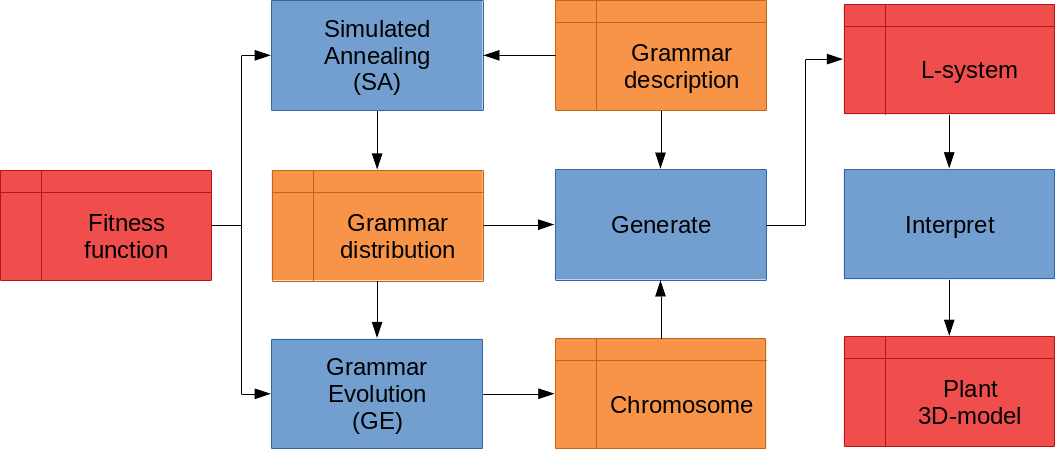 Simulated
Annealing
(SA)
Grammar
description
L-system
Fitness
function
Grammar
distribution
Generate
Interpret
Grammar
Evolution
(GE)
Chromosome
Plant
3D-model